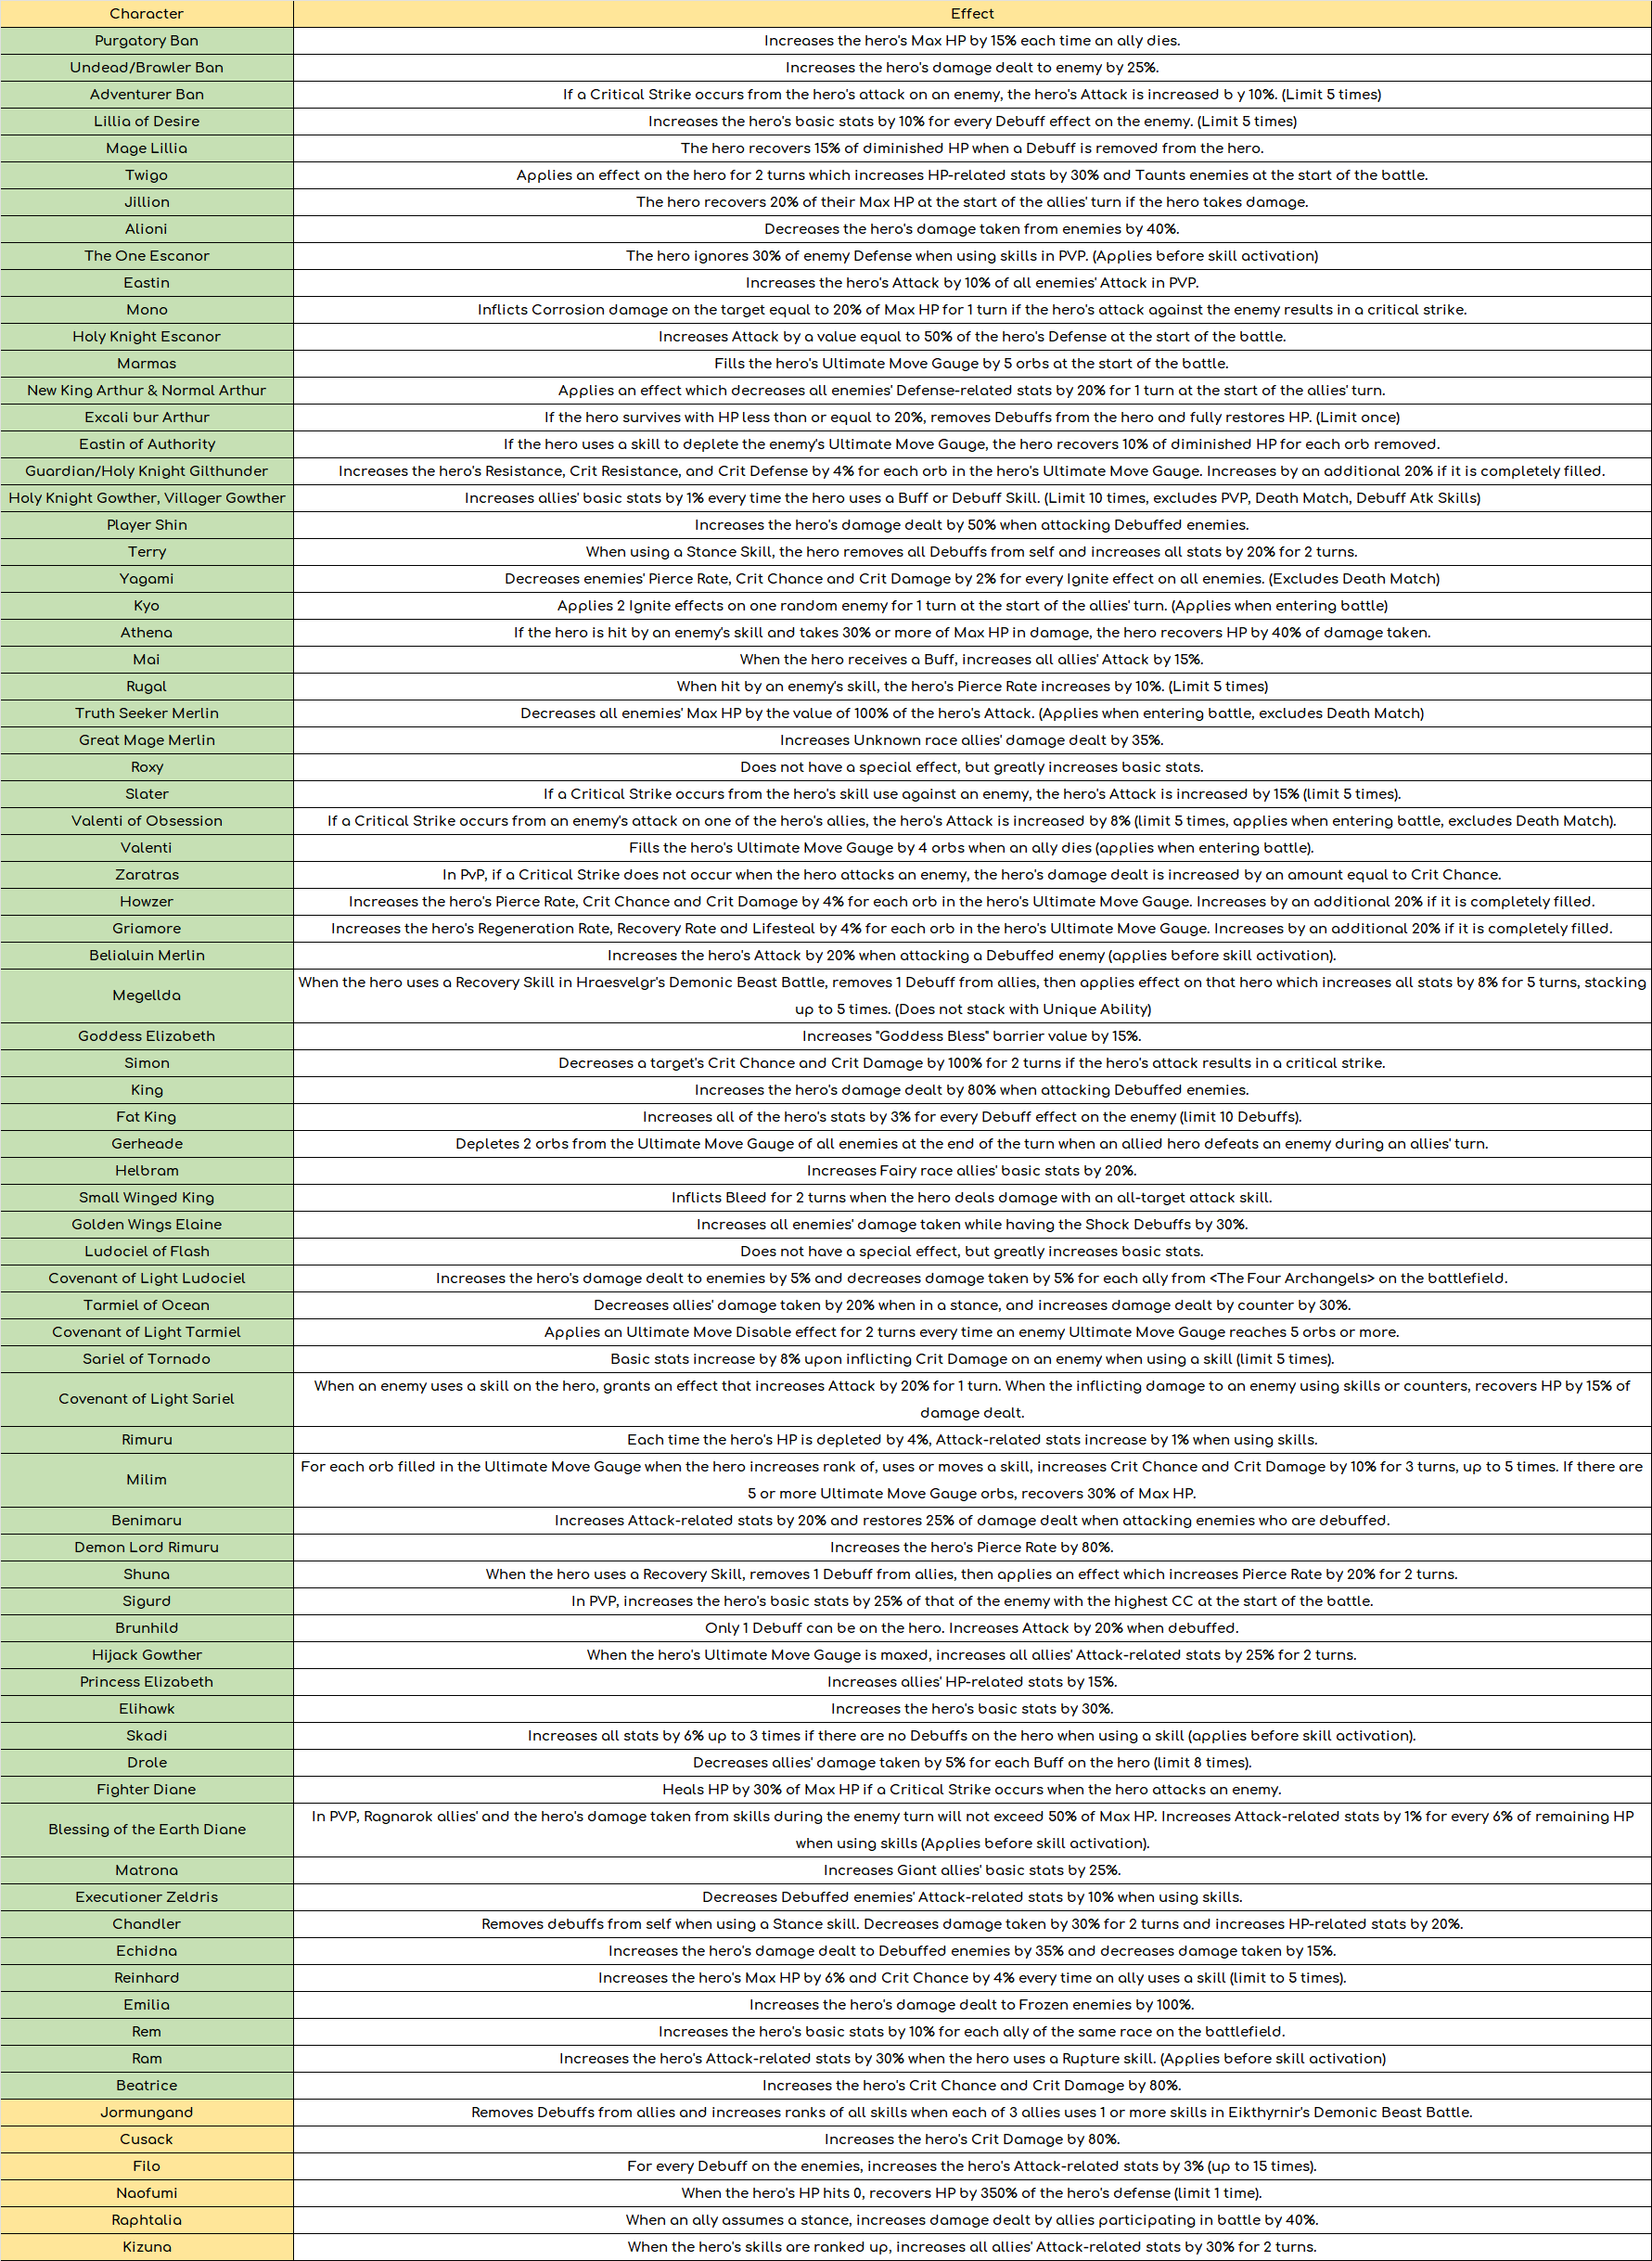 Character Effect
Purgatory Ban Increases the hero's Max HP by 15% each time an ally dies.
Undead/Brawler Ban Increases the hero's damage dealt to enemy by 25%.
Adventurer Ban If a Critical Strike occurs from the hero's attack on an enemy, the hero's Attack is increased b y 10%. (Limit 5 times)
Lillia of Desire Increases the hero's basic stats by 10% for every Debuff effect on the enemy. (Limit 5 times)
Mage Lillia The hero recovers 15% of diminished HP when a Debuff is removed from the hero.
Twigo Applies an effect on the hero for 2 turns which increases HP-related stats by 30% and Taunts enemies at the start of the battle.
Jillion The hero recovers 20% of their Max HP at the start of the allies' turn if the hero takes damage.
Alioni Decreases the hero's damage taken from enemies by 40%.
The One Escanor The hero ignores 30% of enemy Defense when using skills in PVP. (Applies before skill activation)
Eastin Increases the hero's Attack by 10% of all enemies' Attack in PVP.
Mono Inflicts Corrosion damage on the target equal to 20% of Max HP for 1 turn if the hero's attack against the enemy results in a critical strike.
Holy Knight Escanor Increases Attack by a value equal to 50% of the hero's Defense at the start of the battle.
Marmas Fills the hero's Ultimate Move Gauge by 5 orbs at the start of the battle.
New King Arthur & Normal Arthur Applies an effect which decreases all enemies' Defense-related stats by 20% for 1 turn at the start of the allies' turn.
Excali bur Arthur If the hero survives with HP less than or equal to 20%, removes Debuffs from the hero and fully restores HP. (Limit once)
Eastin of Authority If the hero uses a skill to deplete the enemy's Ultimate Move Gauge, the hero recovers 10% of diminished HP for each orb removed.
Guardian/Holy Knight Gilthunder Increases the hero's Resistance, Crit Resistance, and Crit Defense by 4% for each orb in the hero's Ultimate Move Gauge. Increases by an additional 20% if it is completely filled.
Holy Knight Gowther, Villager Gowther Increases allies' basic stats by 1% every time the hero uses a Buff or Debuff Skill. (Limit 10 times, excludes PVP, Death Match, Debuff Atk Skills)
Player Shin Increases the hero's damage dealt by 50% when attacking Debuffed enemies.
Terry When using a Stance Skill, the hero removes all Debuffs from self and increases all stats by 20% for 2 turns.
Yagami Decreases enemies' Pierce Rate, Crit Chance and Crit Damage by 2% for every Ignite effect on all enemies. (Excludes Death Match)
Kyo Applies 2 Ignite effects on one random enemy for 1 turn at the start of the allies' turn. (Applies when entering battle)
Athena If the hero is hit by an enemy's skill and takes 30% or more of Max HP in damage, the hero recovers HP by 40% of damage taken.
Mai When the hero receives a Buff, increases all allies' Attack by 15%.
Rugal When hit by an enemy's skill, the hero's Pierce Rate increases by 10%. (Limit 5 times)
Truth Seeker Merlin Decreases all enemies' Max HP by the value of 100% of the hero's Attack. (Applies when entering battle, excludes Death Match)
Great Mage Merlin Increases Unknown race allies' damage dealt by 35%.
Roxy Does not have a special effect, but greatly increases basic stats.
Slater If a Critical Strike occurs from the hero's skill use against an enemy, the hero's Attack is increased by 15% (limit 5 times).
Valenti of Obsession If a Critical Strike occurs from an enemy's attack on one of the hero's allies, the hero's Attack is increased by 8% (limit 5 times, applies when entering battle, excludes Death Match).
Valenti Fills the hero's Ultimate Move Gauge by 4 orbs when an ally dies (applies when entering battle).
Zaratras In PvP, if a Critical Strike does not occur when the hero attacks an enemy, the hero's damage dealt is increased by an amount equal to Crit Chance.
Howzer Increases the hero's Pierce Rate, Crit Chance and Crit Damage by 4% for each orb in the hero's Ultimate Move Gauge. Increases by an additional 20% if it is completely filled.
Griamore Increases the hero's Regeneration Rate, Recovery Rate and Lifesteal by 4% for each orb in the hero's Ultimate Move Gauge. Increases by an additional 20% if it is completely filled.
Belialuin Merlin Increases the hero's Attack by 20% when attacking a Debuffed enemy (applies before skill activation).
Megellda When the hero uses a Recovery Skill in Hraesvelgr's Demonic Beast Battle, removes 1 Debuff from allies, then applies effect on that hero which increases all stats by 8% for 5 turns, stacking
up to 5 times. (Does not stack with Unique Ability)
Goddess Elizabeth Increases "Goddess Bless" barrier value by 15%.
Simon Decreases a target's Crit Chance and Crit Damage by 100% for 2 turns if the hero's attack results in a critical strike.
King Increases the hero's damage dealt by 80% when attacking Debuffed enemies.
Fat King Increases all of the hero's stats by 3% for every Debuff effect on the enemy (limit 10 Debuffs).
Gerheade Depletes 2 orbs from the Ultimate Move Gauge of all enemies at the end of the turn when an allied hero defeats an enemy during an allies' turn.
Helbram Increases Fairy race allies' basic stats by 20%.
Small Winged King Inflicts Bleed for 2 turns when the hero deals damage with an all-target attack skill.
Golden Wings Elaine Increases all enemies' damage taken while having the Shock Debuffs by 30%.
Ludociel of Flash Does not have a special effect, but greatly increases basic stats.
Covenant of Light Ludociel Increases the hero's damage dealt to enemies by 5% and decreases damage taken by 5% for each ally from <The Four Archangels> on the battlefield.
Tarmiel of Ocean Decreases allies' damage taken by 20% when in a stance, and increases damage dealt by counter by 30%.
Covenant of Light Tarmiel Applies an Ultimate Move Disable effect for 2 turns every time an enemy Ultimate Move Gauge reaches 5 orbs or more.
Sariel of Tornado Basic stats increase by 8% upon inflicting Crit Damage on an enemy when using a skill (limit 5 times).
Covenant of Light Sariel When an enemy uses a skill on the hero, grants an effect that increases Attack by 20% for 1 turn. When the inflicting damage to an enemy using skills or counters, recovers HP by 15% of
damage dealt.
Rimuru Each time the hero's HP is depleted by 4%, Attack-related stats increase by 1% when using skills.
Milim For each orb filled in the Ultimate Move Gauge when the hero increases rank of, uses or moves a skill, increases Crit Chance and Crit Damage by 10% for 3 turns, up to 5 times. If there are
5 or more Ultimate Move Gauge orbs, recovers 30% of Max HP.
Benimaru Increases Attack-related stats by 20% and restores 25% of damage dealt when attacking enemies who are debuffed.
Demon Lord Rimuru Increases the hero's Pierce Rate by 80%.
Shuna When the hero uses a Recovery Skill, removes 1 Debuff from allies, then applies an effect which increases Pierce Rate by 20% for 2 turns.
Sigurd In PVP, increases the hero's basic stats by 25% of that of the enemy with the highest CC at the start of the battle.
Brunhild Only 1 Debuff can be on the hero. Increases Attack by 20% when debuffed.
Hijack Gowther When the hero's Ultimate Move Gauge is maxed, increases all allies' Attack-related stats by 25% for 2 turns.
Princess Elizabeth Increases allies' HP-related stats by 15%.
Elihawk Increases the hero's basic stats by 30%.
Skadi Increases all stats by 6% up to 3 times if there are no Debuffs on the hero when using a skill (applies before skill activation).
Drole Decreases allies' damage taken by 5% for each Buff on the hero (limit 8 times).
Fighter Diane Heals HP by 30% of Max HP if a Critical Strike occurs when the hero attacks an enemy.
Blessing of the Earth Diane In PVP, Ragnarok allies' and the hero's damage taken from skills during the enemy turn will not exceed 50% of Max HP. Increases Attack-related stats by 1% for every 6% of remaining HP
when using skills (Applies before skill activation).
Matrona Increases Giant allies' basic stats by 25%.
Executioner Zeldris Decreases Debuffed enemies' Attack-related stats by 10% when using skills.
Chandler Removes debuffs from self when using a Stance skill. Decreases damage taken by 30% for 2 turns and increases HP-related stats by 20%.
Echidna Increases the hero's damage dealt to Debuffed enemies by 35% and decreases damage taken by 15%.
Reinhard Increases the hero's Max HP by 6% and Crit Chance by 4% every time an ally uses a skill (limit to 5 times).
Emilia Increases the hero's damage dealt to Frozen enemies by 100%.
Rem Increases the hero's basic stats by 10% for each ally of the same race on the battlefield.
Ram Increases the hero's Attack-related stats by 30% when the hero uses a Rupture skill. (Applies before skill activation)
Beatrice Increases the hero's Crit Chance and Crit Damage by 80%.
Jormungand Removes Debuffs from allies and increases ranks of all skills when each of 3 allies uses 1 or more skills in Eikthyrnir's Demonic Beast Battle.
Cusack Increases the hero's Crit Damage by 80%.
Filo For every Debuff on the enemies, increases the hero's Attack-related stats by 3% (up to 15 times).
Naofumi When the hero's HP hits 0, recovers HP by 350% of the hero's defense (limit 1 time).
Raphtalia When an ally assumes a stance, increases damage dealt by allies participating in battle by 40%.
Kizuna When the hero's skills are ranked up, increases all allies' Attack-related stats by 30% for 2 turns.